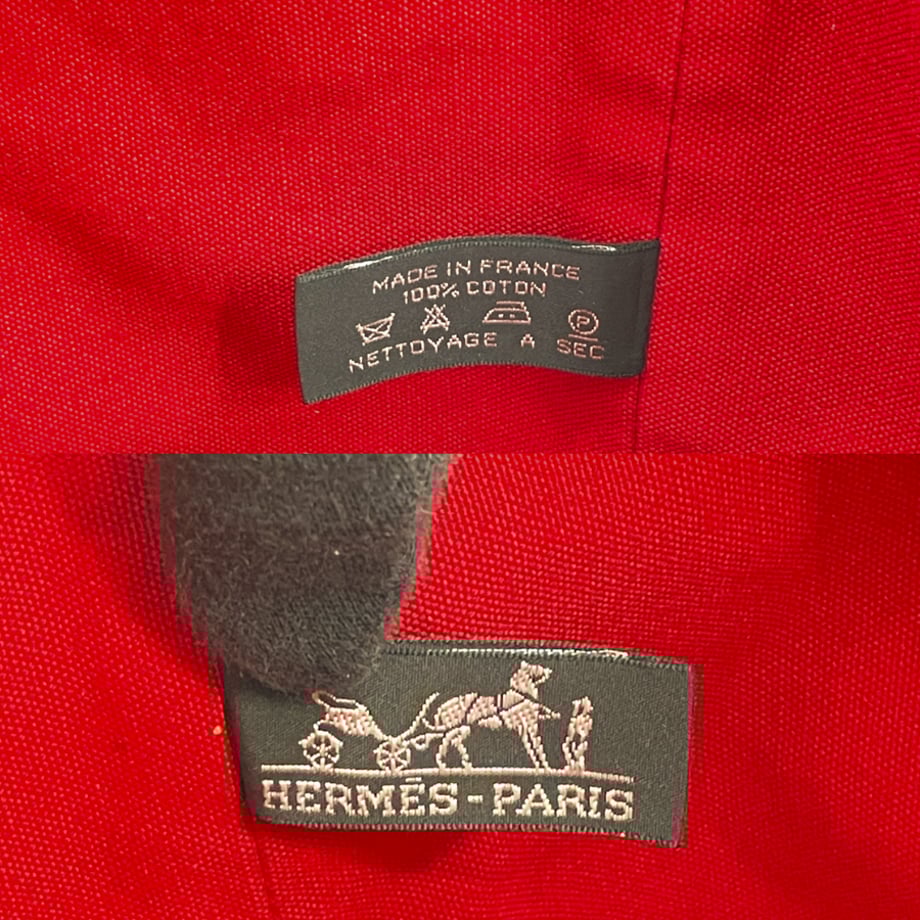 MADE IN FRANCE
100% COTON
P
NETTOYAGE A SEC
HERMÈS-PARIS